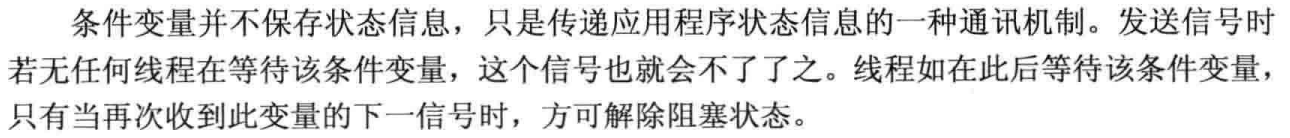 条件变量并不保存状态信息，只是传递应用程序状态信息的一种通讯机制。发送信号时
若无任何线程在等待该条件变量，这个信号也就会不了了之。线程如在此后等待该条件变量，
只有当再次收到此变量的下一信号时，方可解除阻塞状态。